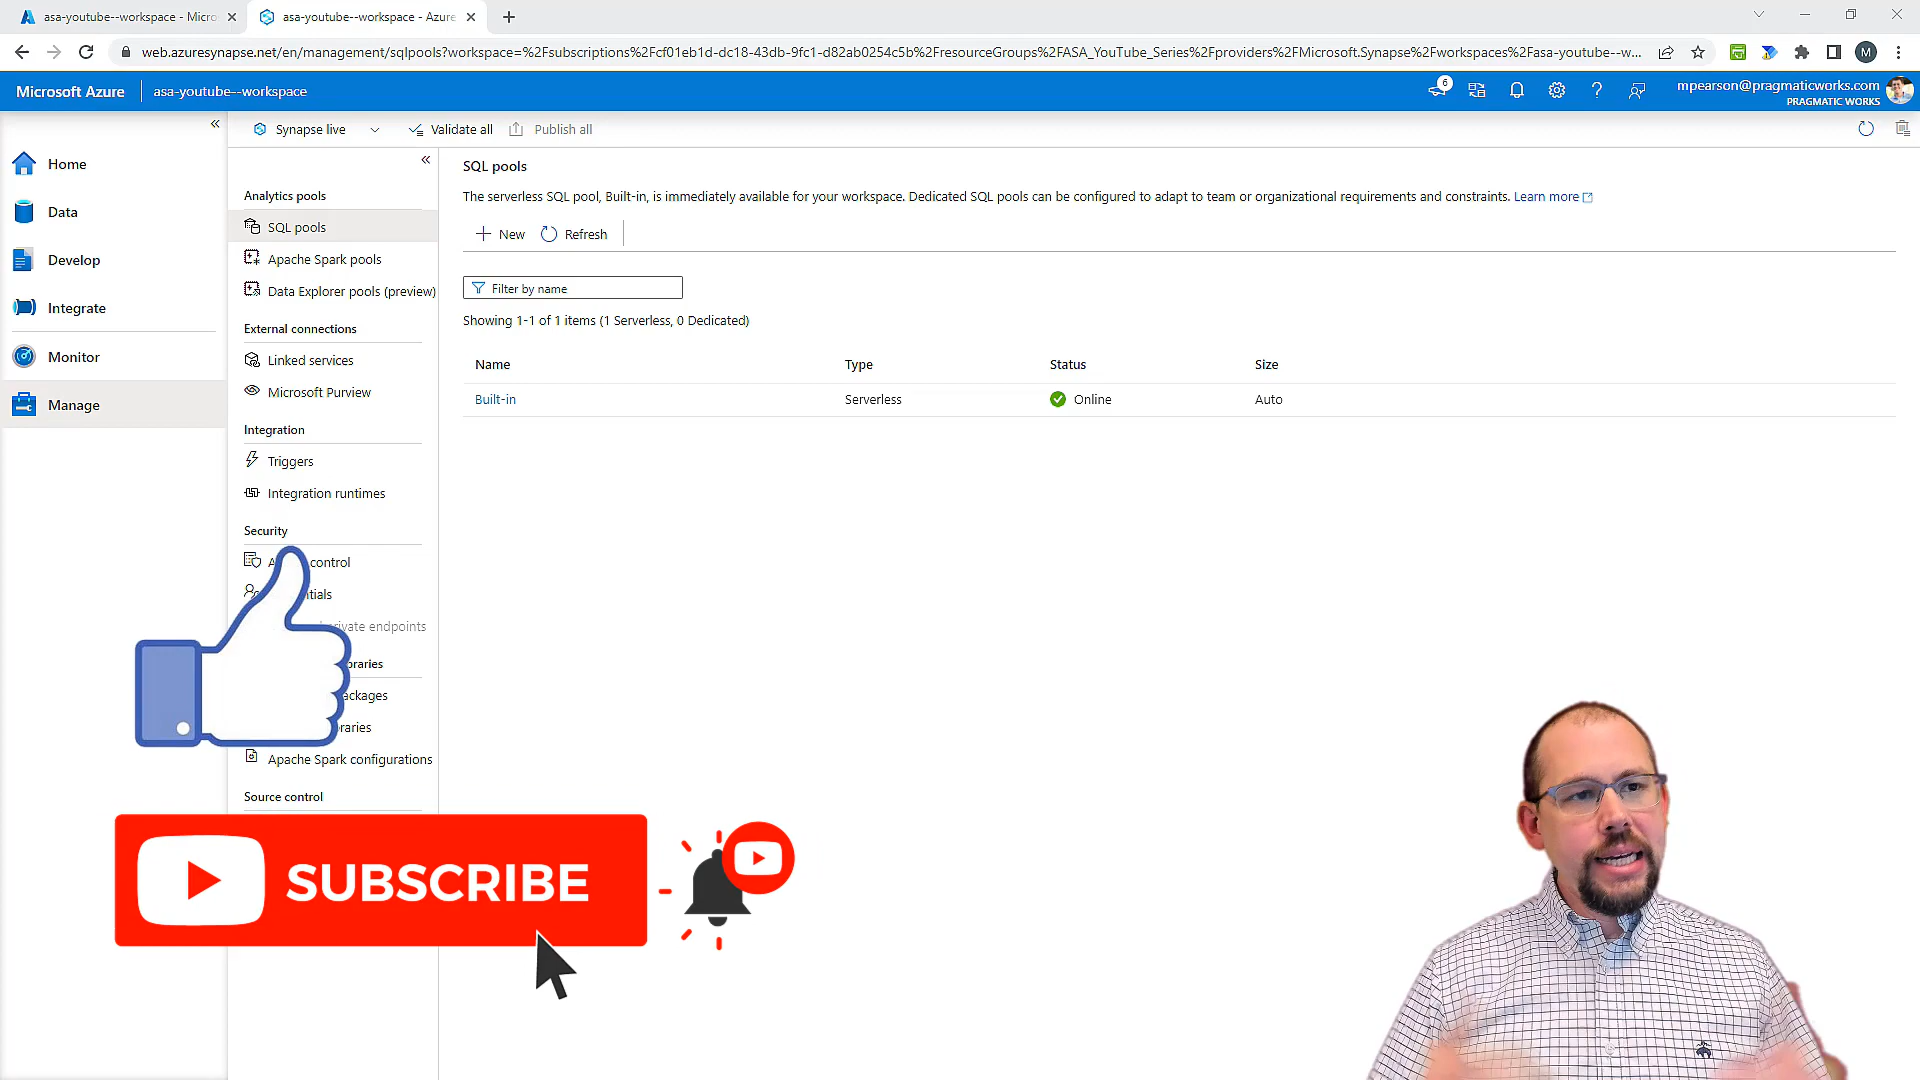 asa-youtube--workspace - Micro
asa-youtube--workspace - Azure
web.azuresynapse.net/en/management/sqlpools?workspace=%2Fsubscriptions%2Fcf01eb1d-dc18-43db-9fc1-d82ab0254c5b%2FresourceGroups%2FASA_YouTube_Series%2Fproviders%2FMicrosoft.Synapse%2Fworkspaces%2Fasa-youtube--w...
M
Microsoft Azure
asa-youtube--workspace
6
mpearson@pragmaticworks.com
PRAGMATIC WORKS
Synapse live
Validate all
Publish all
Home
Data
Develop
Integrate
Monitor
Manage
Analytics pools
SQL pools
Apache Spark pools
Data Explorer pools (preview)
External connections
Linked services
Microsoft Purview
Integration
Triggers
Integration runtimes
Security
control
endpoints
Apache Spark configurations
Source control
SQL pools
The serverless SQL pool, Built-in, is immediately available for your workspace. Dedicated SQL pools can be configured to adapt to team or organizational requirements and constraints. Learn more
New
Refresh
Filter by name
Showing 1-1 of 1 items (1 Serverless, 0 Dedicated)
Name Type Status Size
Built-in Serverless Online Auto
SUBSCRIBE